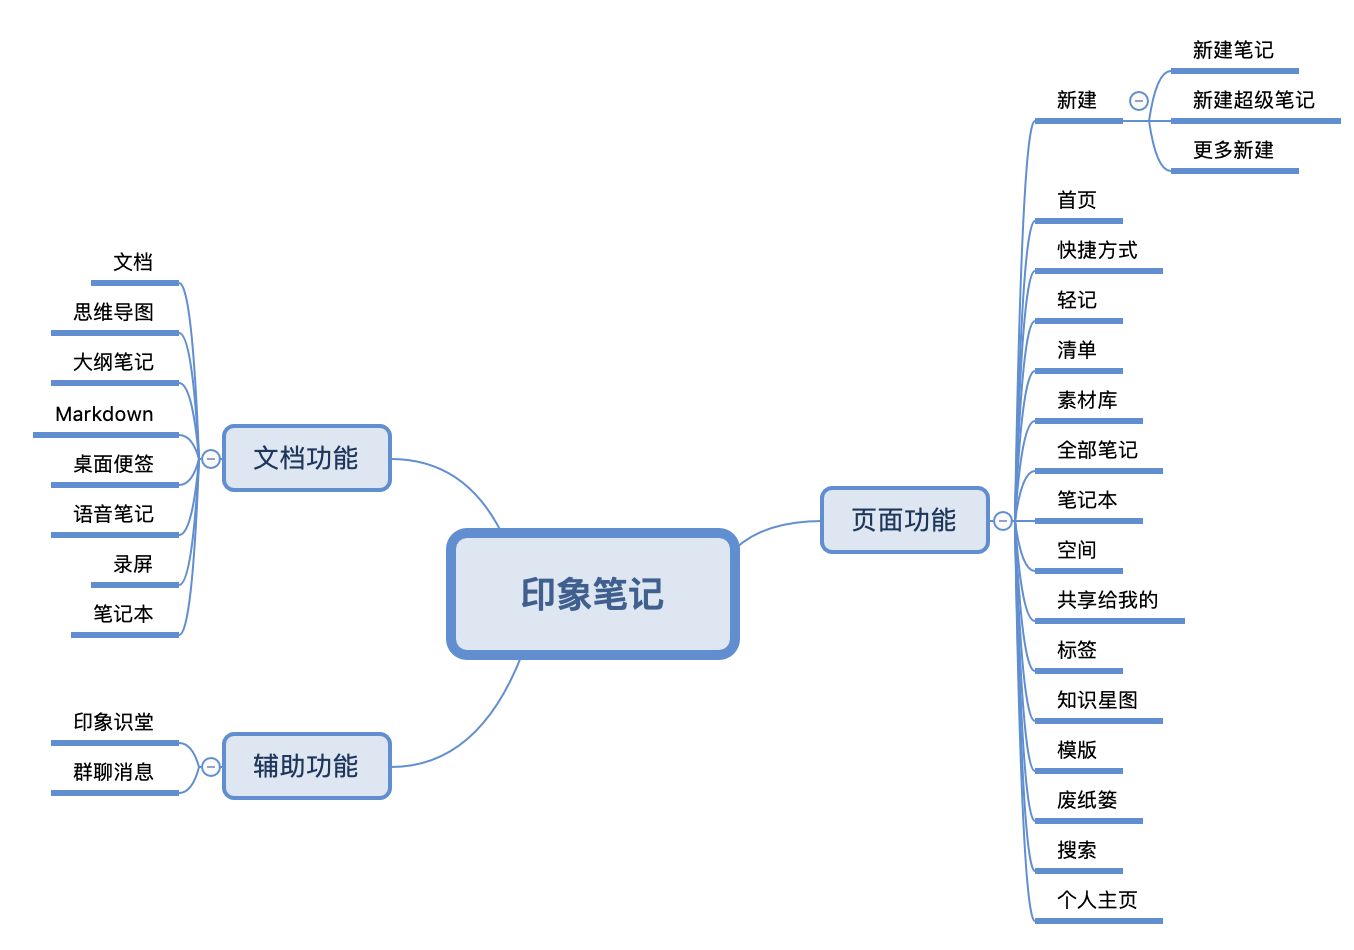 印象笔记
页面功能
新建
新建笔记
新建超级笔记
更多新建
首页
快捷方式
轻记
清单
素材库
全部笔记
笔记本
空间
共享给我的
标签
知识星图
模版
废纸篓
搜索
个人主页
文档功能
文档
思维导图
大纲笔记
Markdown
桌面便签
语音笔记
录屏
笔记本
辅助功能
印象识堂
群聊消息